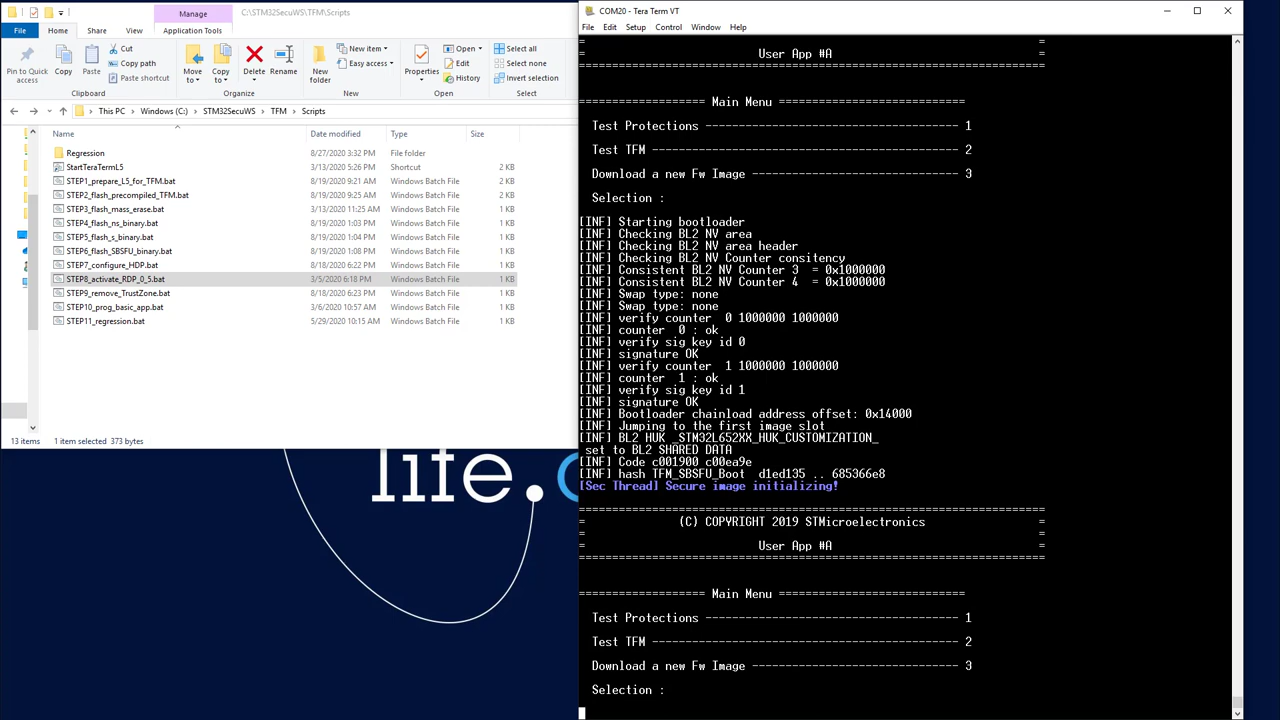 Manage
C:\STM32SecuWS\TFM\Scripts
File
Home
Share
View
Application Tools
Pin to Quick
access
Copy
Paste
Cut
Copy path
Paste shortcut
Clipboard
Move
to
Copy
to
Delete
Rename
Organize
New
folder
New item
Easy access
New
Properties
Open
Edit
History
Open
Select all
Select none
Invert selection
Select
This PC > Windows (C:) > STM32SecuWS > TFM > Scripts
Name Date modified Type Size
Regression 8/27/2020 3:32 PM File folder
StartTeraTermL5 3/13/2020 5:26 PM Shortcut 2 KB
STEP1_prepare_L5_for_TFM.bat 8/19/2020 9:21 AM Windows Batch File 2 KB
STEP2_flash_precompiled_TFM.bat 8/19/2020 9:25 AM Windows Batch File 2 KB
STEP3_flash_mass_erase.bat 3/13/2020 11:25 AM Windows Batch File 1 KB
STEP4_flash_ns_binary.bat 8/19/2020 1:03 PM Windows Batch File 1 KB
STEP5_flash_s_binary.bat 8/19/2020 1:04 PM Windows Batch File 1 KB
STEP6_flash_SBSFU_binary.bat 8/19/2020 1:08 PM Windows Batch File 1 KB
STEP7_configure_HDP.bat 8/18/2020 6:22 PM Windows Batch File 1 KB
STEP8_activate_RDP_0_5.bat 3/5/2020 6:18 PM Windows Batch File 1 KB
STEP9_remove_TrustZone.bat 8/18/2020 6:23 PM Windows Batch File 1 KB
STEP10_prog_basic_app.bat 3/6/2020 10:57 AM Windows Batch File 1 KB
STEP11_regression.bat 5/29/2020 10:15 AM Windows Batch File 1 KB
13 items 1 item selected 373 bytes
life.
COM20 - Tera Term VT
File Edit Setup Control Window Help
= =
= User App #A =
======================================================================
=================== Main Menu ============================
Test Protections -------------------------------------- 1
Test TFM ---------------------------------------------- 2
Download a new Fw Image ------------------------------- 3
Selection :
[INF] Starting bootloader
[INF] Checking BL2 NV area
[INF] Checking BL2 NV area header
[INF] Checking BL2 NV Counter consitency
[INF] Consistent BL2 NV Counter 3 = 0x1000000
[INF] Consistent BL2 NV Counter 4 = 0x1000000
[INF] Swap type: none
[INF] Swap type: none
[INF] verify counter 0 1000000 1000000
[INF] counter 0 : ok
[INF] verify sig key id 0
[INF] signature OK
[INF] verify counter 1 1000000 1000000
[INF] counter 1 : ok
[INF] verify sig key id 1
[INF] signature OK
[INF] Bootloader chainload address offset: 0x14000
[INF] Jumping to the first image slot
[INF] BL2 HUK _STM32L652XX_HUK_CUSTOMIZATION_
set to BL2 SHARED DATA
[INF] Code c001900 c00ea9e
[INF] hash TFM_SBSFU_Boot d1ed135 .. 685366e8
[Sec Thread] Secure image initializing!
======================================================================
= (C) COPYRIGHT 2019 STMicroelectronics =
= =
= User App #A =
======================================================================
=================== Main Menu ============================
Test Protections -------------------------------------- 1
Test TFM ---------------------------------------------- 2
Download a new Fw Image ------------------------------- 3
Selection :